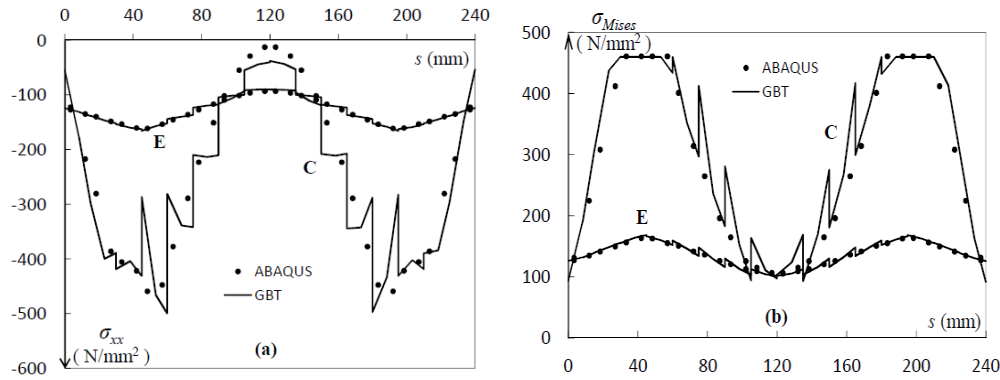 0 40 80 120 160 200 240
0
-100
-200
-300
-400
-500
-600
s (mm)
E
C
ABAQUS
GBT
σxx
( N/mm²)
(a)
σMises
( N/mm²)
500
400
300
200
100
0
ABAQUS
GBT
C
E
(b)
s (mm)
0 40 80 120 160 200 240